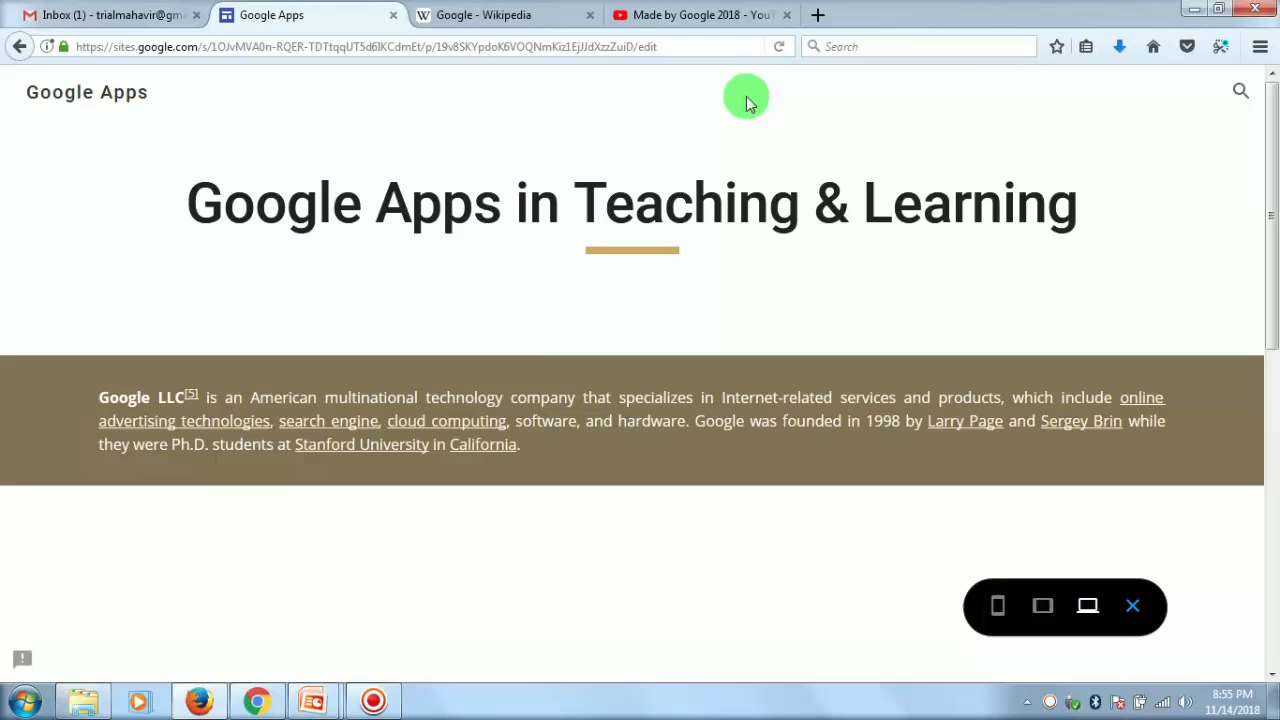 Inbox (1) - trialmahavir@gm
Google Apps
Google - Wikipedia
Made by Google 2018 - YouT
https://sites.google.com/s/1OJvMVA0n-RQER-TDTtqqUT5d6IKCdmEt/p/19v8SKYpdoK6VOQNmKiz1EjJJdXzzZuiD/edit
Search
Google Apps
Google Apps in Teaching & Learning
Google LLC[5] is an American multinational technology company that specializes in Internet-related services and products, which include online
advertising technologies, search engine, cloud computing, software, and hardware. Google was founded in 1998 by Larry Page and Sergey Brin while
they were Ph.D. students at Stanford University in California.
8:55 PM
11/14/2018